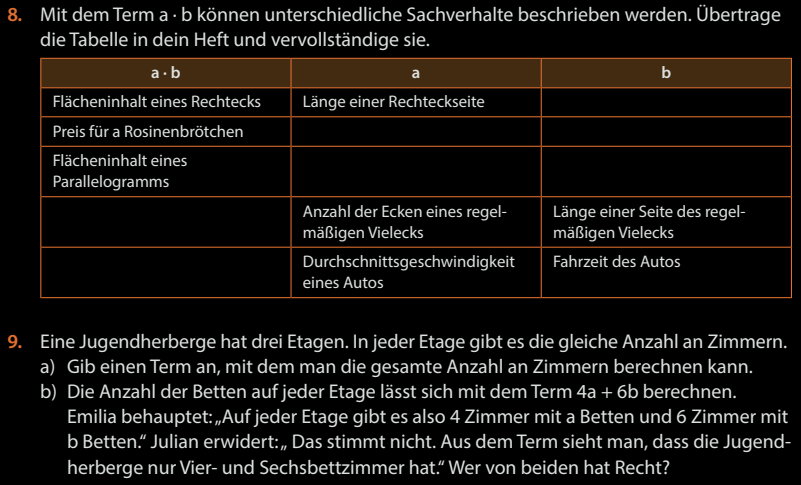 8. Mit dem Term a · b können unterschiedliche Sachverhalte beschrieben werden. Übertrage
die Tabelle in dein Heft und vervollständige sie.
a · b a b
Flächeninhalt eines Rechtecks Länge einer Rechteckseite
Preis für a Rosinenbrötchen
Flächeninhalt eines
Parallelogramms
Anzahl der Ecken eines regel- Länge einer Seite des regel-
mäßigen Vielecks mäßigen Vielecks
Durchschnittsgeschwindigkeit Fahrzeit des Autos
eines Autos
9. Eine Jugendherberge hat drei Etagen. In jeder Etage gibt es die gleiche Anzahl an Zimmern.
a) Gib einen Term an, mit dem man die gesamte Anzahl an Zimmern berechnen kann.
b) Die Anzahl der Betten auf jeder Etage lässt sich mit dem Term 4a + 6b berechnen.
Emilia behauptet: „Auf jeder Etage gibt es also 4 Zimmer mit a Betten und 6 Zimmer mit
b Betten.“ Julian erwidert: „ Das stimmt nicht. Aus dem Term sieht man, dass die Jugend-
herberge nur Vier- und Sechsbettzimmer hat.“ Wer von beiden hat Recht?